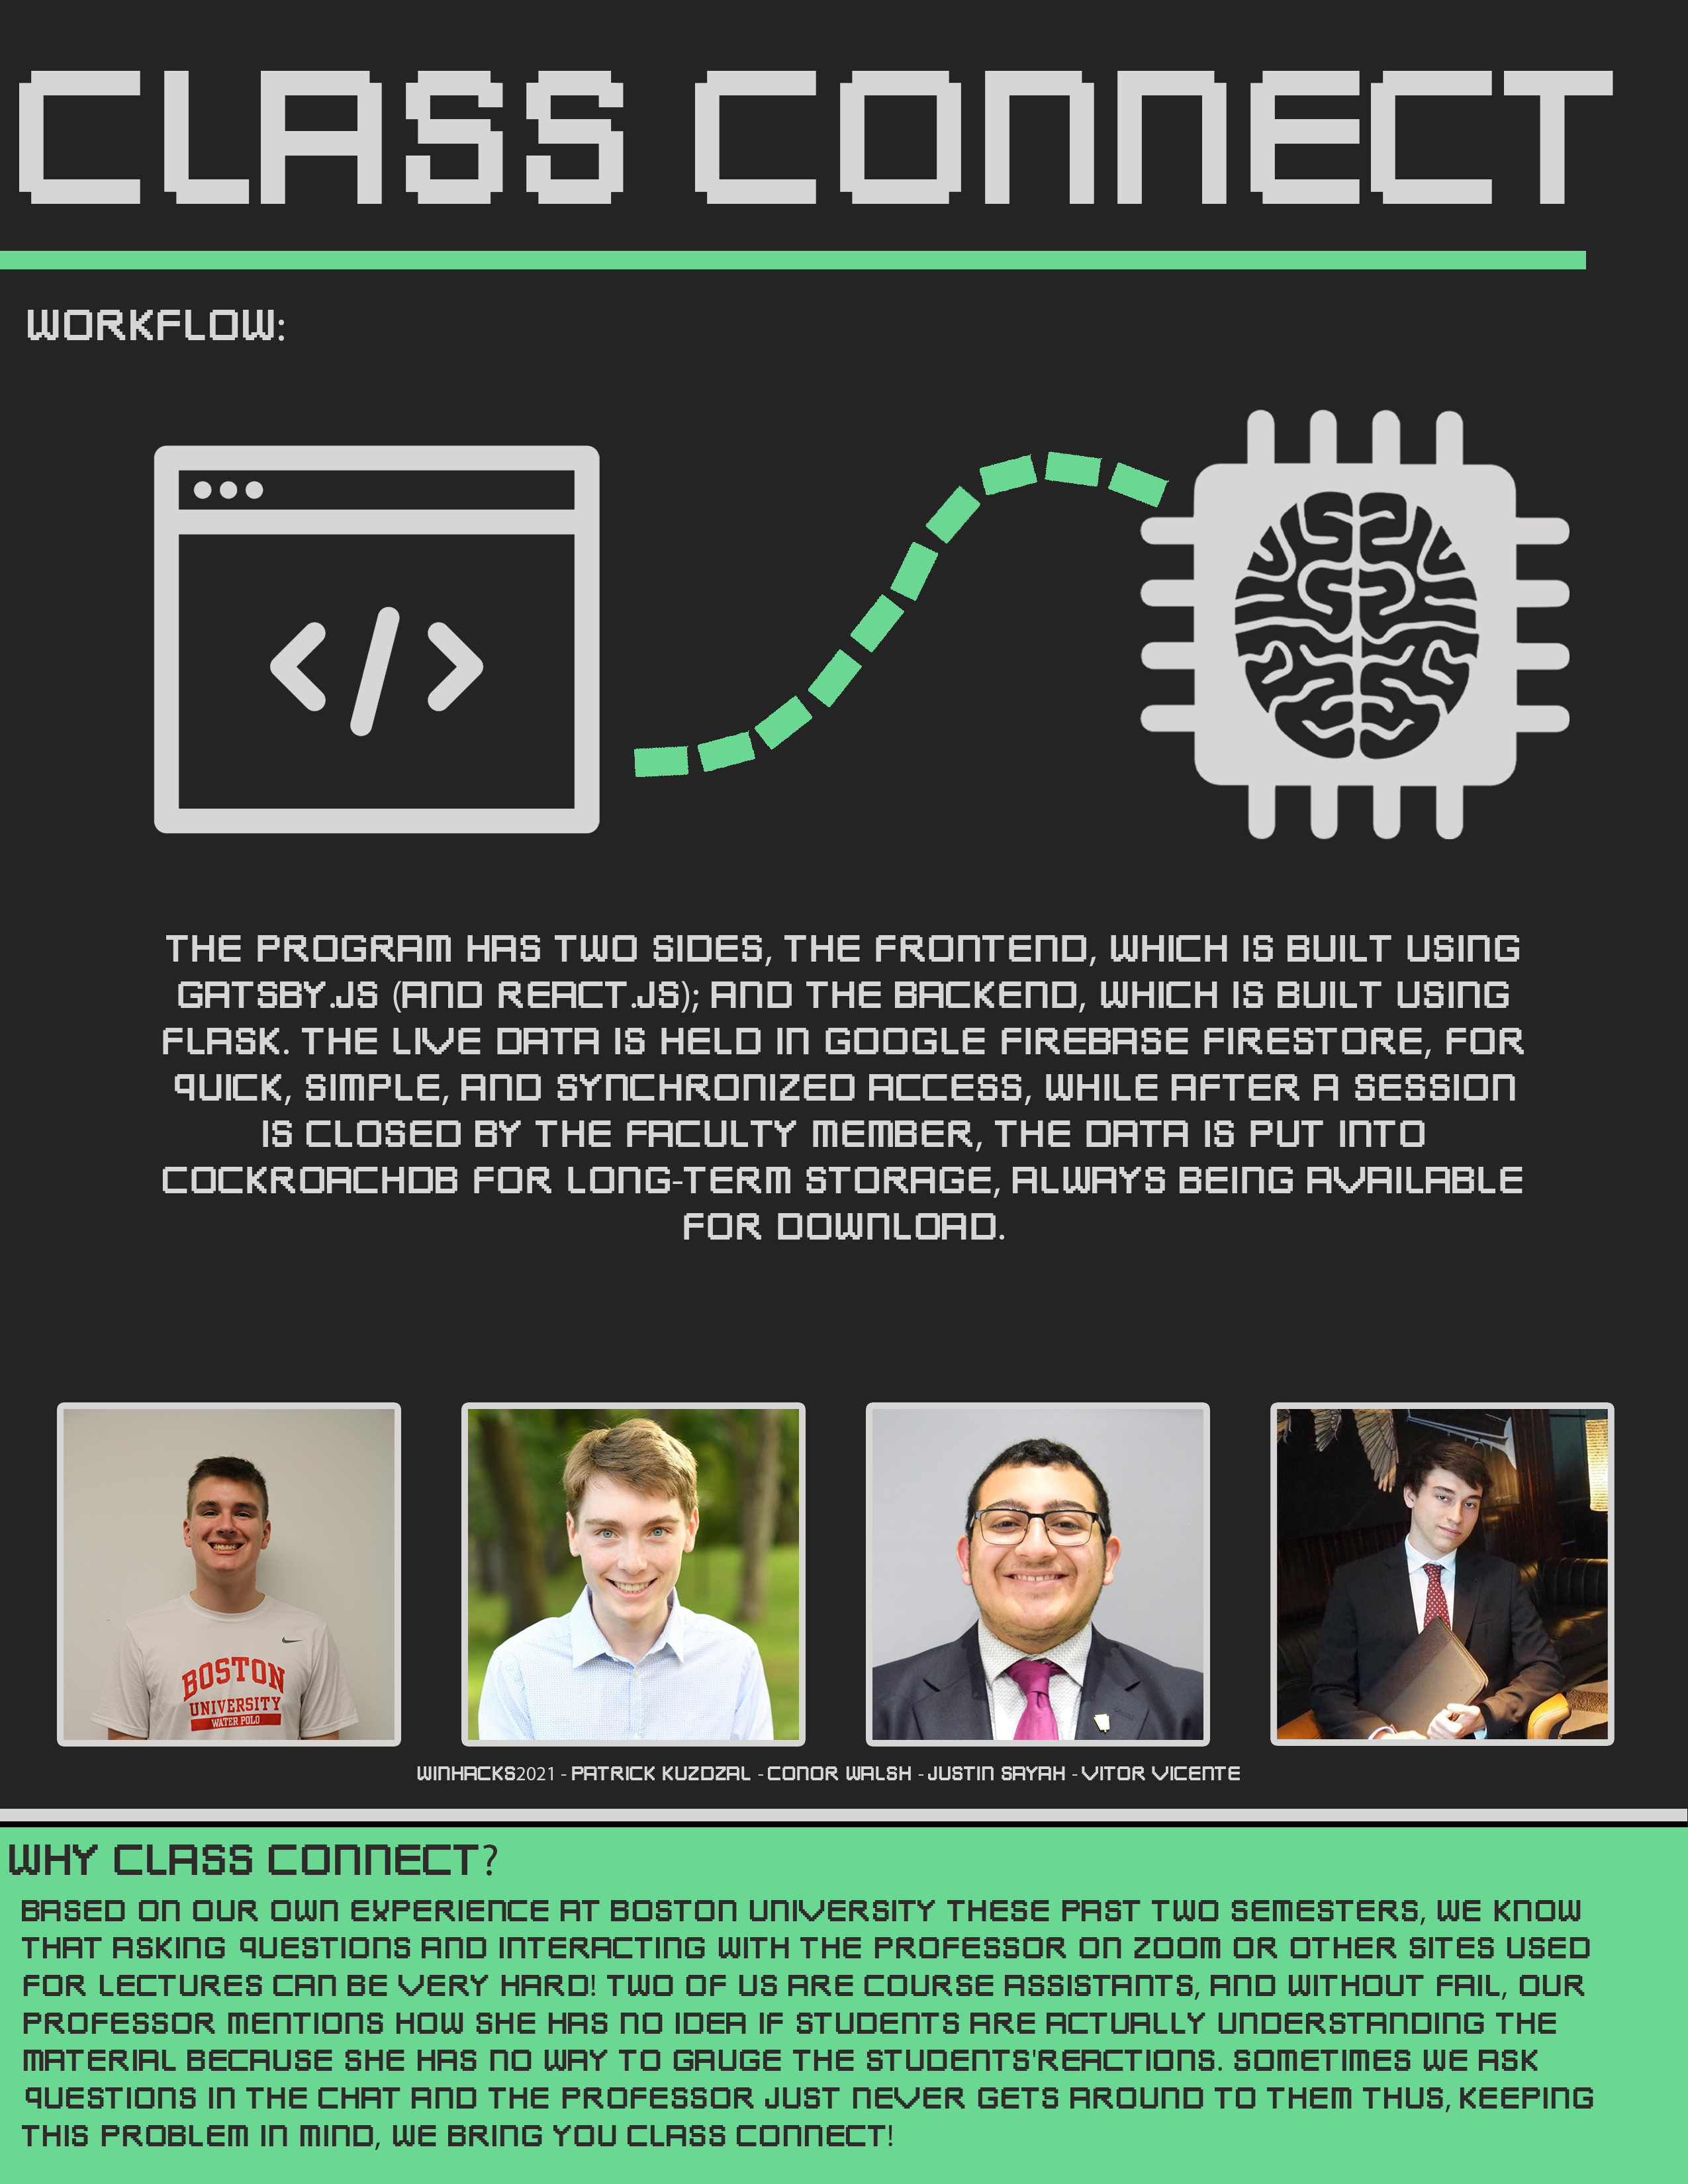 CLASS CONNECT
WORKFLOW:
</>
THE PROGRAM HAS TWO SIDES, THE FRONTEND, WHICH IS BUILT USING
GATSBY.JS (AND REACT.JS); AND THE BACKEND, WHICH IS BUILT USING
FLASK. THE LIVE DATA IS HELD IN GOOGLE FIREBASE FIRESTORE, FOR
QUICK, SIMPLE, AND SYNCHRONIZED ACCESS, WHILE AFTER A SESSION
IS CLOSED BY THE FACULTY MEMBER, THE DATA IS PUT INTO
COCKROACHDB FOR LONG-TERM STORAGE, ALWAYS BEING AVAILABLE
FOR DOWNLOAD.
BOSTON
UNIVERSITY
WATER POLO
WINHACKS2021 - PATRICK KUZDZAL - CONOR WALSH - JUSTIN SAYAH - VITOR VICENTE
WHY CLASS CONNECT?
BASED ON OUR OWN EXPERIENCE AT BOSTON UNIVERSITY THESE PAST TWO SEMESTERS, WE KNOW
THAT ASKING QUESTIONS AND INTERACTING WITH THE PROFESSOR ON ZOOM OR OTHER SITES USED
FOR LECTURES CAN BE VERY HARD! TWO OF US ARE COURSE ASSISTANTS, AND WITHOUT FAIL, OUR
PROFESSOR MENTIONS HOW SHE HAS NO IDEA IF STUDENTS ARE ACTUALLY UNDERSTANDING THE
MATERIAL BECAUSE SHE HAS NO WAY TO GAUGE THE STUDENTS'REACTIONS. SOMETIMES WE ASK
QUESTIONS IN THE CHAT AND THE PROFESSOR JUST NEVER GETS AROUND TO THEM THUS, KEEPING
THIS PROBLEM IN MIND, WE BRING YOU CLASS CONNECT!